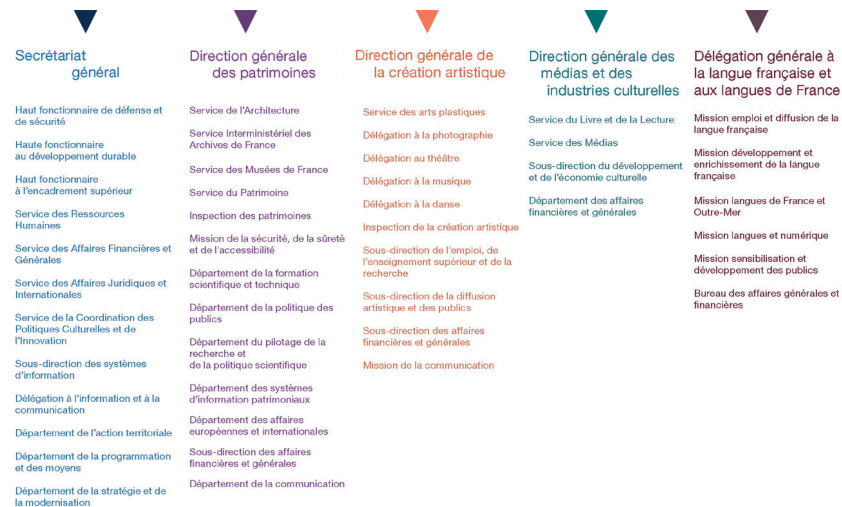 Secrétariat
général
Haut fonctionnaire de défense et
de sécurité
Haute fonctionnaire
au développement durable
Haut fonctionnaire
à l'encadrement supérieur
Service des Ressources
Humaines
Service des Affaires Financières et
Générales
Service des Affaires Juridiques et
Internationales
Service de la Coordination des
Politiques Culturelles et de
l'Innovation
Sous-direction des systèmes
d'information
Délégation à l'information et à la
communication
Département de l'action territoriale
Département de la programmation
et des moyens
Département de la stratégie et de
la modernisation
Direction générale
des patrimoines
Service de l'Architecture
Service Interministériel des
Archives de France
Service des Musées de France
Service du Patrimoine
Inspection des patrimoines
Mission de la sécurité, de la sûreté
et de l'accessibilité
Département de la formation
scientifique et technique
Département de la politique des
publics
Département du pilotage de la
recherche et
de la politique scientifique
Département des systèmes
d'information patrimoniaux
Département des affaires
européennes et internationales
Sous-direction des affaires
financières et générales
Département de la communication
Direction générale de
la création artistique
Service des arts plastiques
Délégation à la photographie
Délégation au théâtre
Délégation à la musique
Délégation à la danse
Inspection de la création artistique
Sous-direction de l'emploi, de
l'enseignement supérieur et de la
recherche
Sous-direction de la diffusion
artistique et des publics
Sous-direction des affaires
financières et générales
Mission de la communication
Direction générale des
médias et des
industries culturelles
Service du Livre et de la Lecture
Service des Médias
Sous-direction du développement
et de l'économie culturelle
Département des affaires
financières et générales
Délégation générale à
la langue française et
aux langues de France
Mission emploi et diffusion de la
langue française
Mission développement et
enrichissement de la langue
française
Mission langues de France et
Outre-Mer
Mission langues et numérique
Mission sensibilisation et
développement des publics
Bureau des affaires générales et
financières